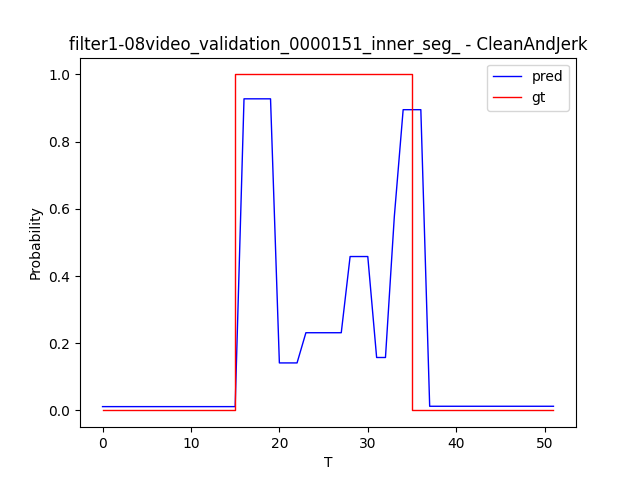 filter1-08video_validation_0000151_inner_seg_ - CleanAndJerk
pred
gt
Probability
1.0
0.8
0.6
0.4
0.2
0.0
0 10 20 30 40 50
T